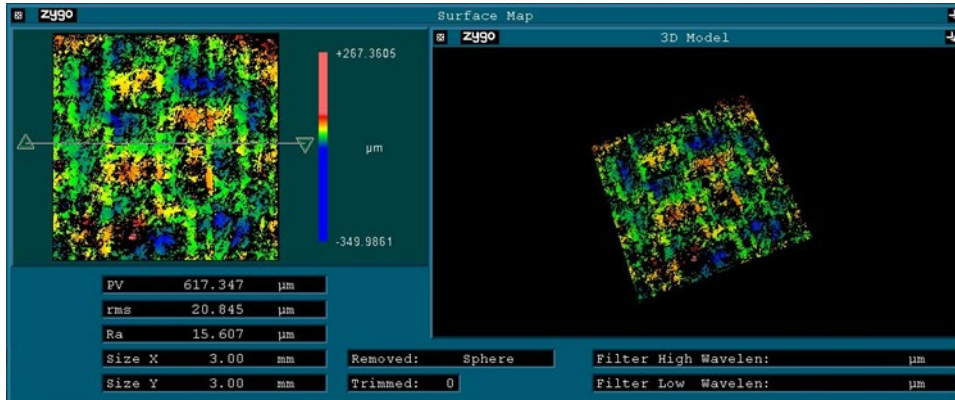 zygo
Surface Map
+267.3605
µm
-349.9861
zygo
3D Model
PV 617.347 µm
rms 20.845 µm
Ra 15.607 µm
Size X 3.00 mm
Size Y 3.00 mm
Removed: Sphere
Trimmed: 0
Filter High Wavelen: µm
Filter Low Wavelen: µm